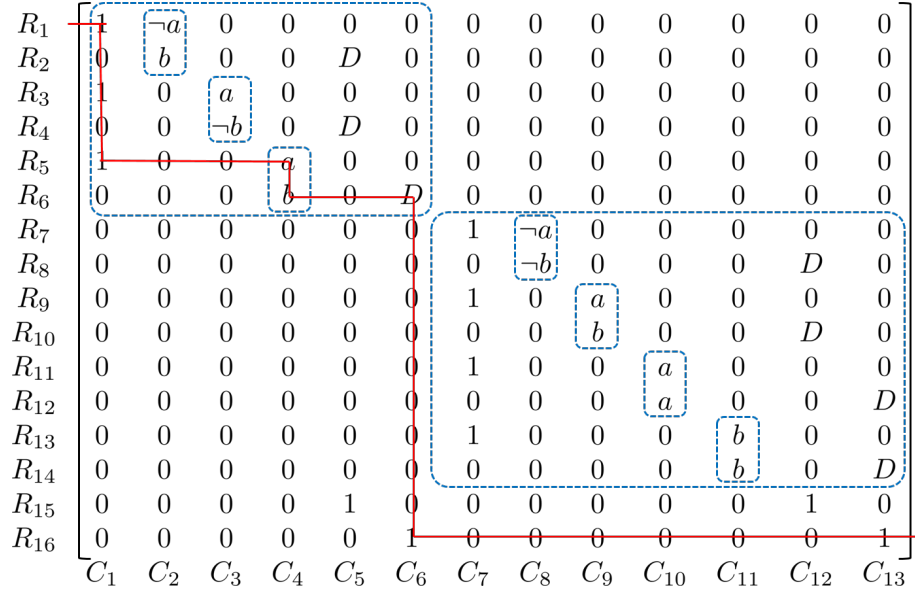 R1 1 ¬a 0 0 0 0 0 0 0 0 0 0 0
R2 0 b 0 0 D 0 0 0 0 0 0 0 0
R3 1 0 a 0 0 0 0 0 0 0 0 0 0
R4 0 0 ¬b 0 D 0 0 0 0 0 0 0 0
R5 1 0 0 a 0 0 0 0 0 0 0 0 0
R6 0 0 0 b 0 D 0 0 0 0 0 0 0
R7 0 0 0 0 0 0 1 ¬a 0 0 0 0 0
R8 0 0 0 0 0 0 0 ¬b 0 0 0 D 0
R9 0 0 0 0 0 0 1 0 a 0 0 0 0
R10 0 0 0 0 0 0 0 0 b 0 0 D 0
R11 0 0 0 0 0 0 1 0 0 a 0 0 0
R12 0 0 0 0 0 0 0 0 0 a 0 0 D
R13 0 0 0 0 0 0 1 0 0 0 b 0 0
R14 0 0 0 0 0 0 0 0 0 0 b 0 D
R15 0 0 0 0 1 0 0 0 0 0 0 1 0
R16 0 0 0 0 0 1 0 0 0 0 0 0 1
C1 C2 C3 C4 C5 C6 C7 C8 C9 C10 C11 C12 C13